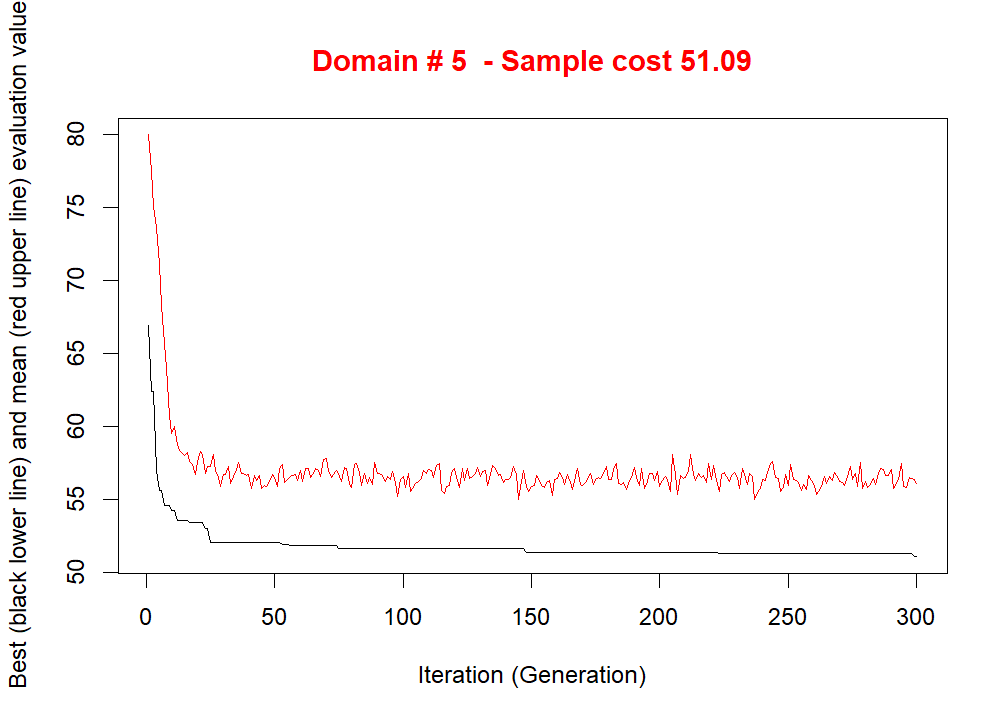 Domain # 5  - Sample cost 51.09
Best (black lower line) and mean (red upper line) evaluation value
80
75
70
65
60
55
50
0 50 100 150 200 250 300
Iteration (Generation)